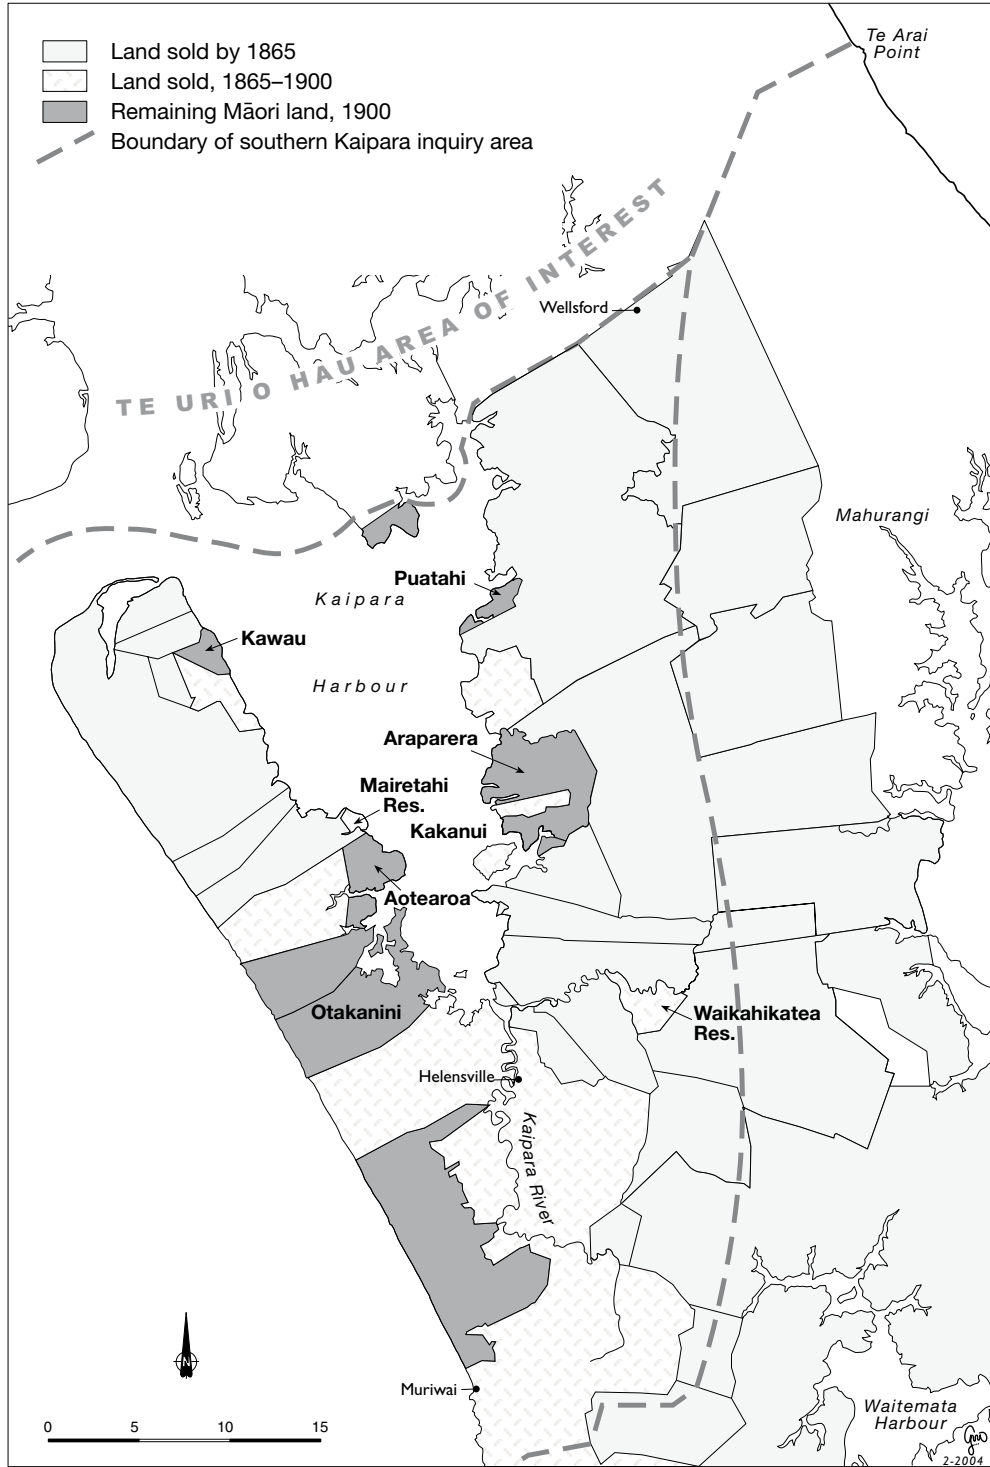 Land sold by 1865
Land sold, 1865–1900
Remaining Māori land, 1900
Boundary of southern Kaipara inquiry area
Te Arai
Point
TE URI O HAU AREA OF INTEREST
Wellsford
Mahurangi
Puatahi
Kaipara
Kawau
Harbour
Araparera
Mairetahi
Res.
Kakanui
Aotearoa
Otakanini
Waikahikatea
Res.
Helensville
Kaipara River
N
Muriwai
Waitemata
Harbour
0 5 10 15
2-2004